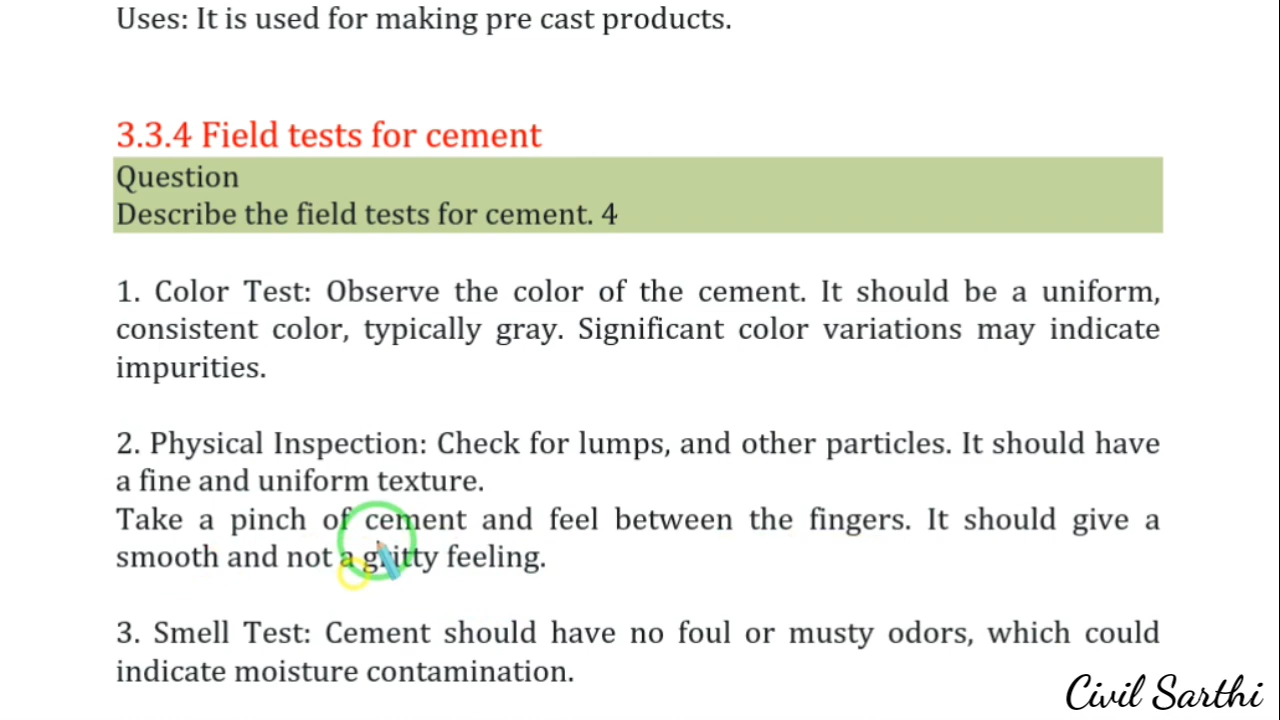 Uses: It is used for making pre cast products.
3.3.4 Field tests for cement
Question
Describe the field tests for cement. 4
1. Color Test: Observe the color of the cement. It should be a uniform,
consistent color, typically gray. Significant color variations may indicate
impurities.
2. Physical Inspection: Check for lumps, and other particles. It should have
a fine and uniform texture.
Take a pinch of cement and feel between the fingers. It should give a
smooth and not a gritty feeling.
3. Smell Test: Cement should have no foul or musty odors, which could
indicate moisture contamination.
Civil Sarthi